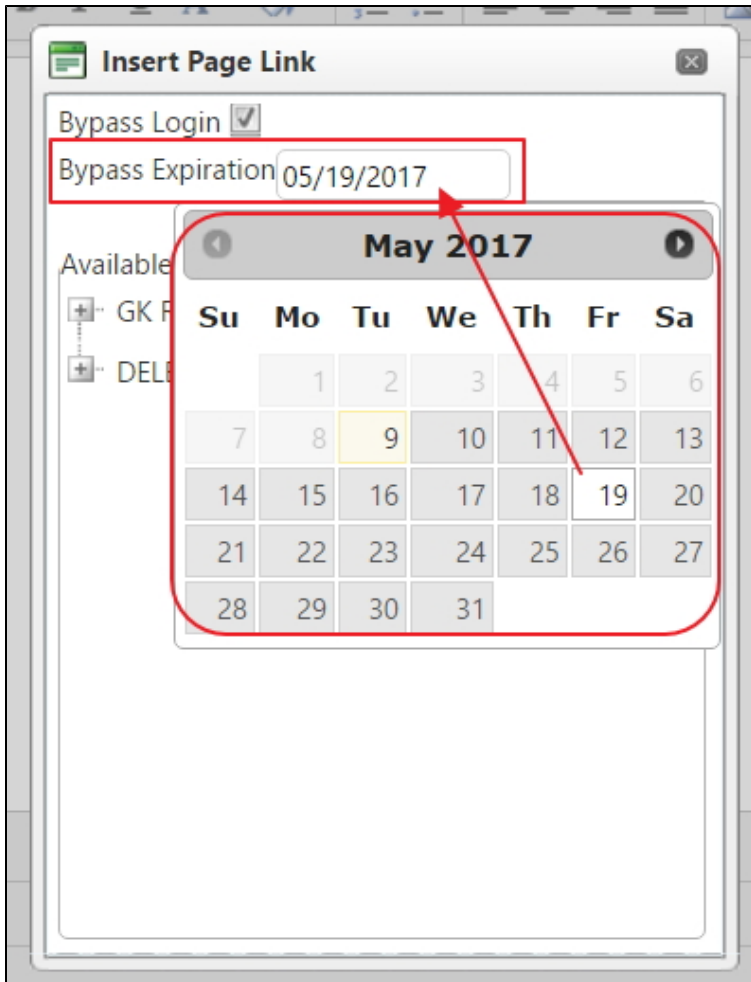 Insert Page Link
Bypass Login
Bypass Expiration 05/19/2017
May 2017
Available
Su Mo Tu We Th Fr Sa
GK
1 2 3 4 5 6
DELE
7 8 9 10 11 12 13
14 15 16 17 18 19 20
21 22 23 24 25 26 27
28 29 30 31